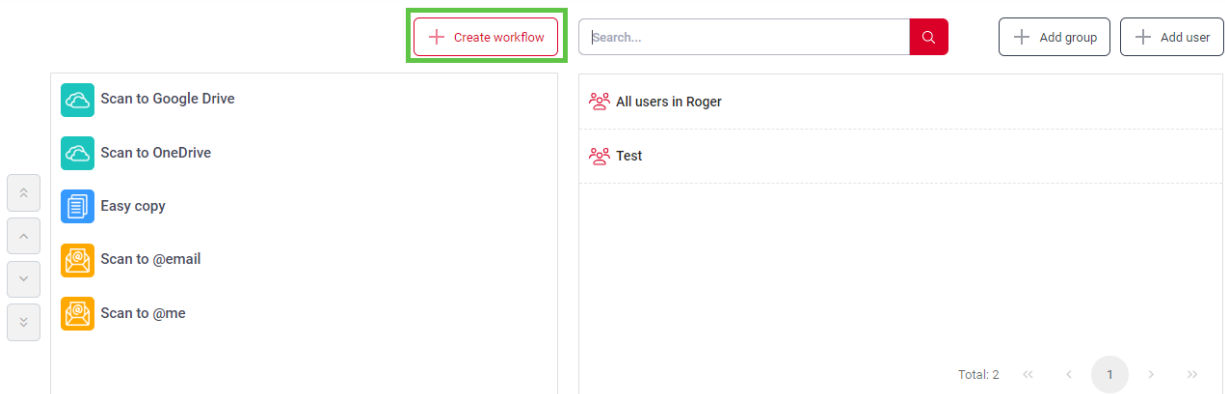 Create workflow
Search...
Add group
Add user
Scan to Google Drive
Scan to OneDrive
Easy copy
Scan to @email
Scan to @me
All users in Roger
Test
Total: 2
1